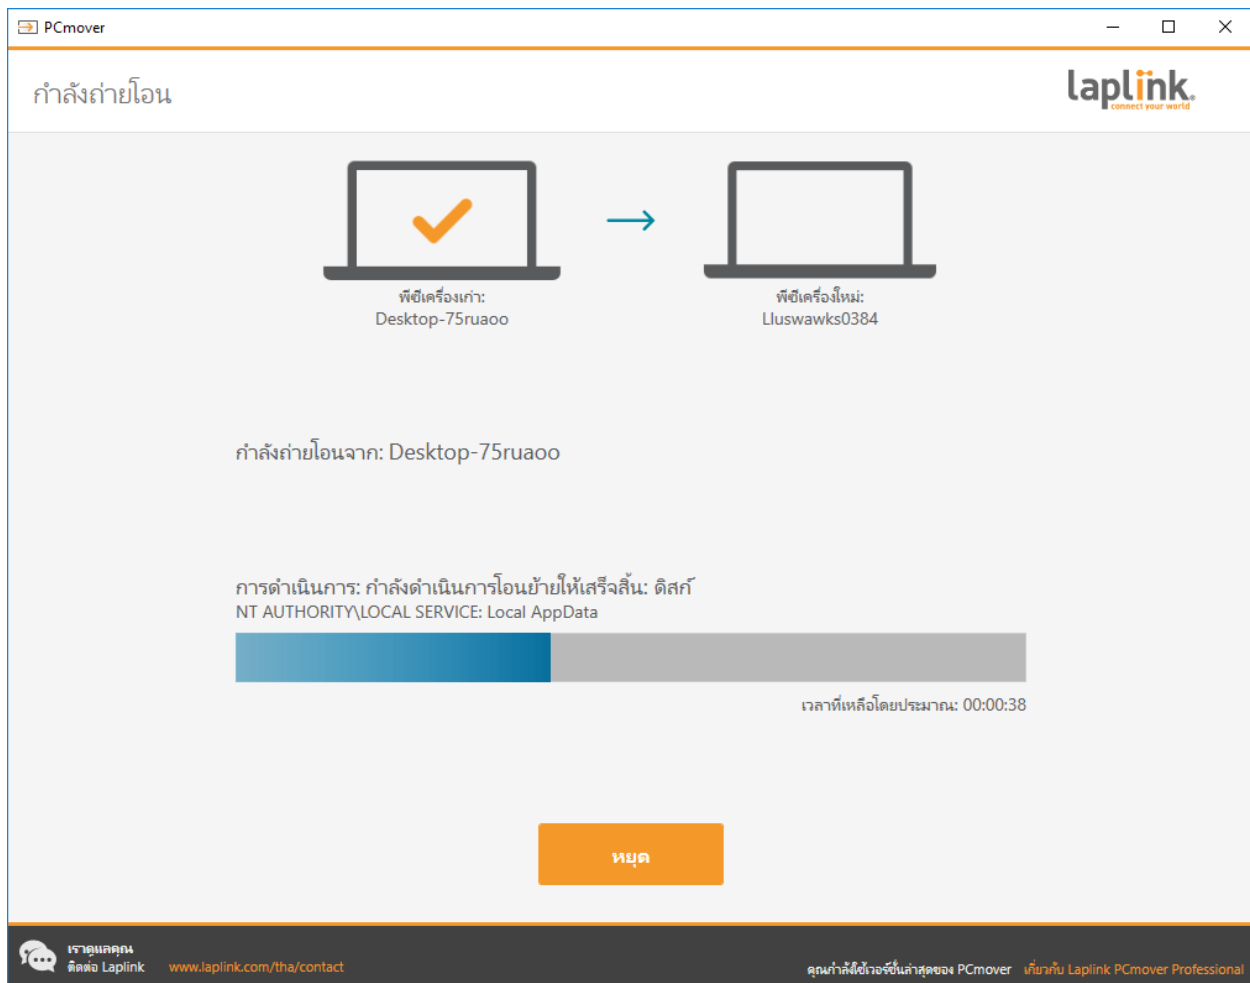 PCmover
กำลังถ่ายโอน
laplink.
connect your world
พีซีเครื่องเก่า:
Desktop-75ruaoo
พีซีเครื่องใหม่:
Lluswawks0384
กำลังถ่ายโอนจาก: Desktop-75ruaoo
การดำเนินการ: กำลังดำเนินการโอนย้ายให้เสร็จสิ้น: ดิสก์
NT AUTHORITY\LOCAL SERVICE: Local AppData
เวลาที่เหลือโดยประมาณ: 00:00:38
หยุด
เราดูแลคุณ
ติดต่อ Laplink www.laplink.com/tha/contact
คุณกำลังใช้เวอร์ชั่นล่าสุดของ PCmover เกี่ยวกับ Laplink PCmover Professional